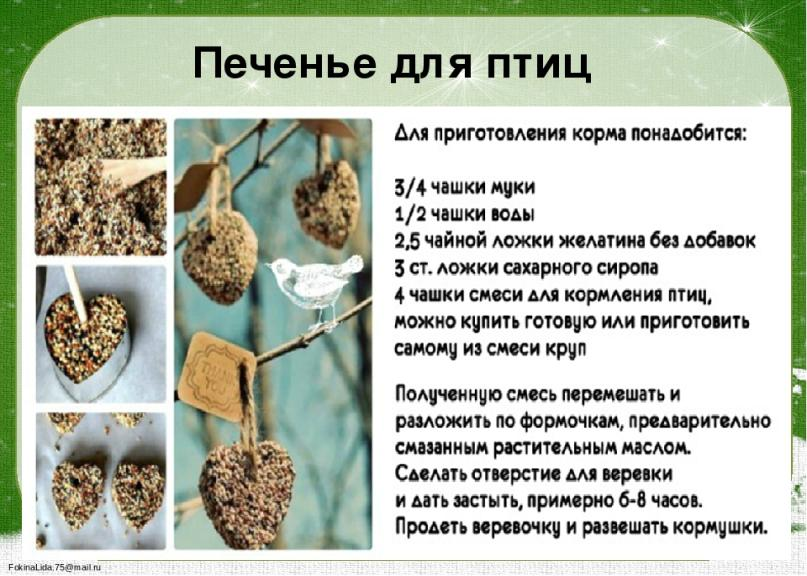 Печенье для птиц
Для приготовления корма понадобится:
3/4 чашки муки
1/2 чашки воды
2,5 чайной ложки желатина без добавок
3 ст. ложки сахарного сиропа
4 чашки смеси для кормления птиц,
можно купить готовую или приготовить
самому из смеси круп
Полученную смесь перемешать и
разложить по формочкам, предварительно
смазанным растительным маслом.
Сделать отверстие для веревки
и дать застыть, примерно 6-8 часов.
Продеть веревочку и развешать кормушки.
THANK
YOU
FokinaLida.75@mail.ru